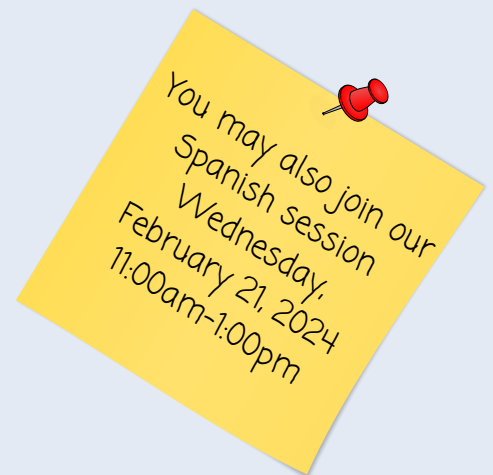 You may also join our
Spanish session
Wednesday,
February 21, 2024
11:00am-1:00pm